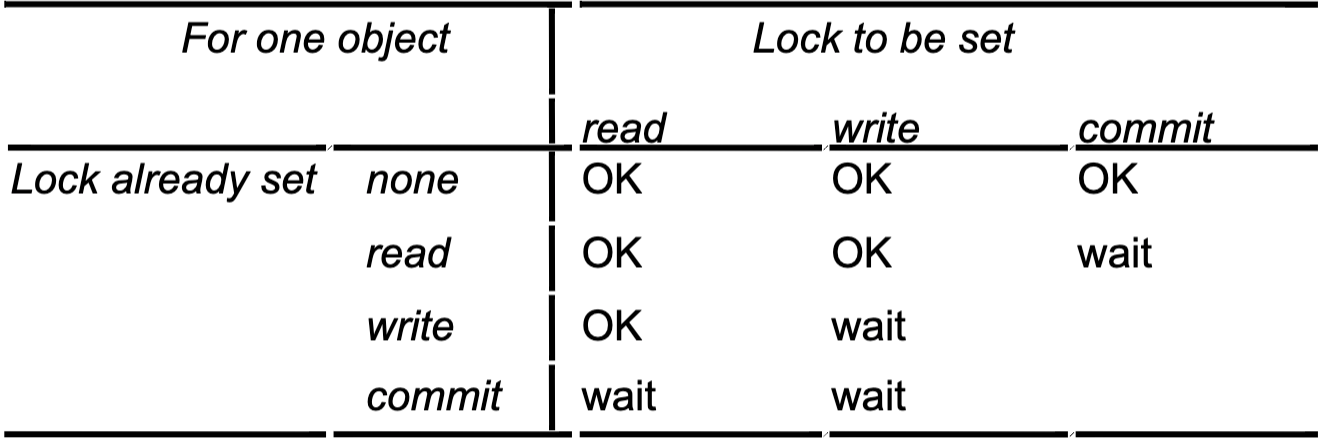 For one object Lock to be set
read write commit
Lock already set none OK OK OK
read OK OK wait
write OK wait
commit wait wait